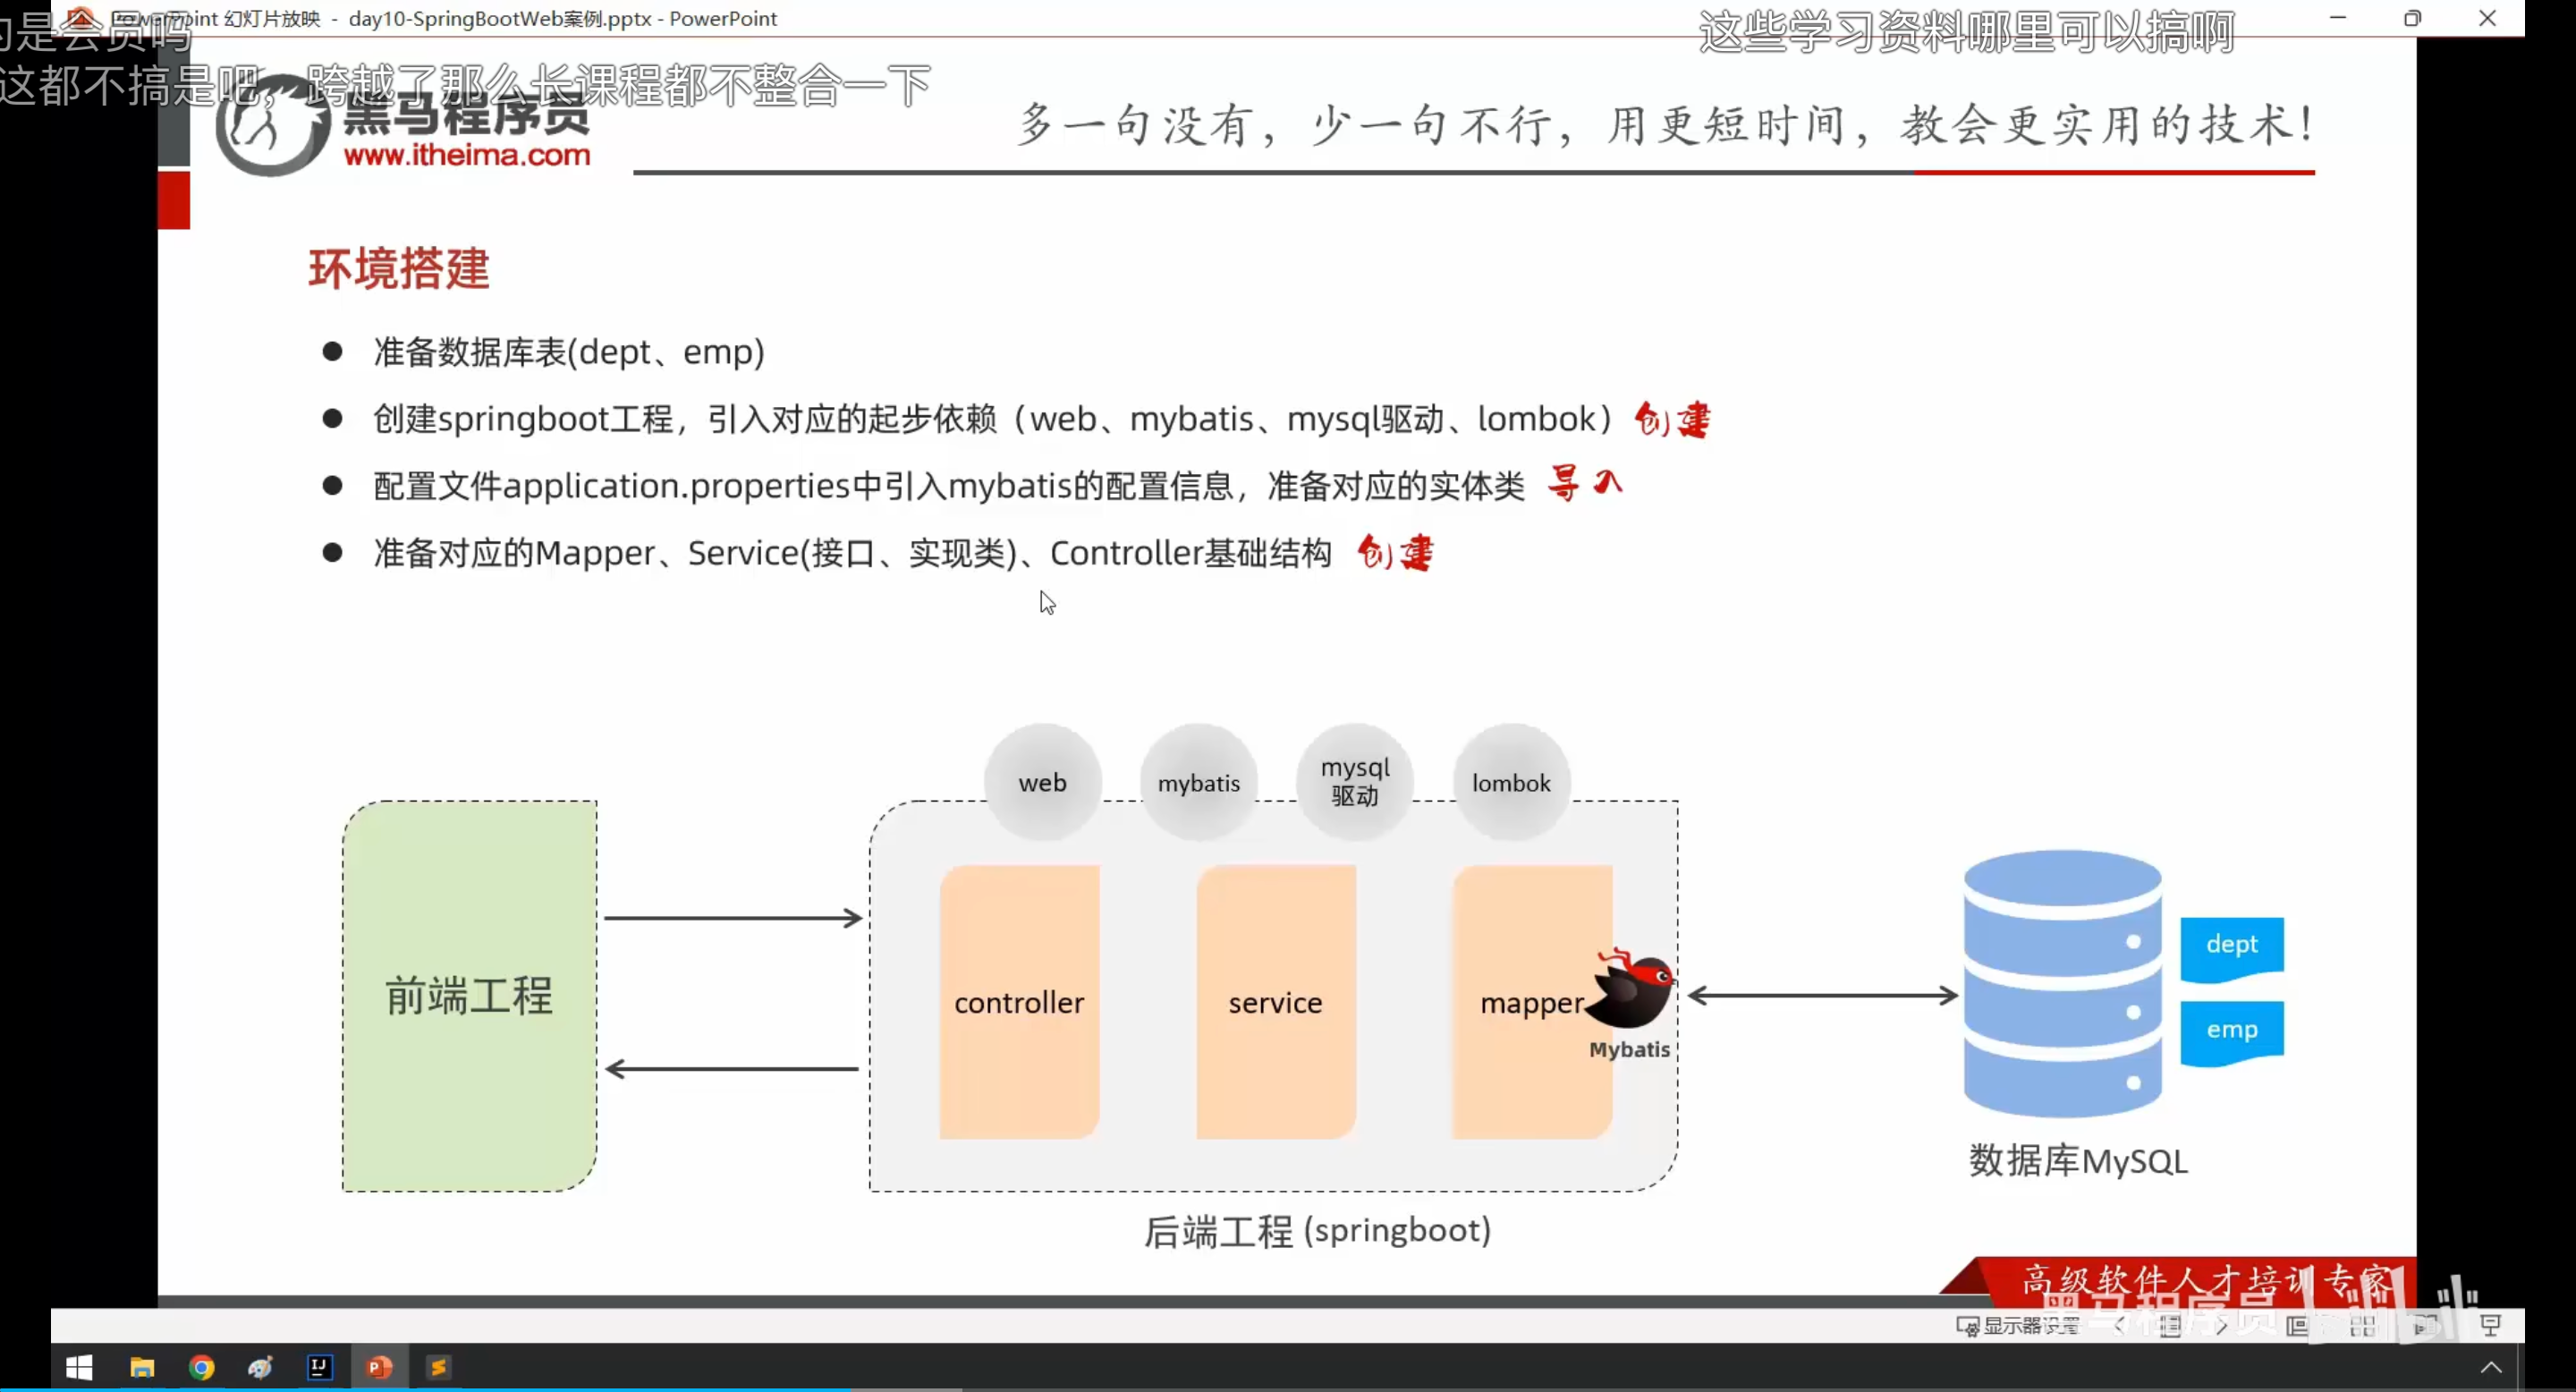 PowerPoint 幻灯片放映 - day10-SpringBootWeb案例.pptx - PowerPoint
是会员吗
这些学习资料哪里可以搞啊
这都不搞是吧，跨越了那么长课程都不整合一下
黑马程序员
www.itheima.com
多一句没有，少一句不行，用更短时间，教会更实用的技术！
环境搭建
● 准备数据库表(dept、emp)
● 创建springboot工程，引入对应的起步依赖（web、mybatis、mysql驱动、lombok）创建
● 配置文件application.properties中引入mybatis的配置信息，准备对应的实体类 导入
● 准备对应的Mapper、Service(接口、实现类)、Controller基础结构 创建
web
mybatis
mysql
驱动
lombok
前端工程
controller
service
mapper
Mybatis
dept
emp
数据库MySQL
后端工程 (springboot)
高级软件人才培训专家
黑马程序员
显示器设置